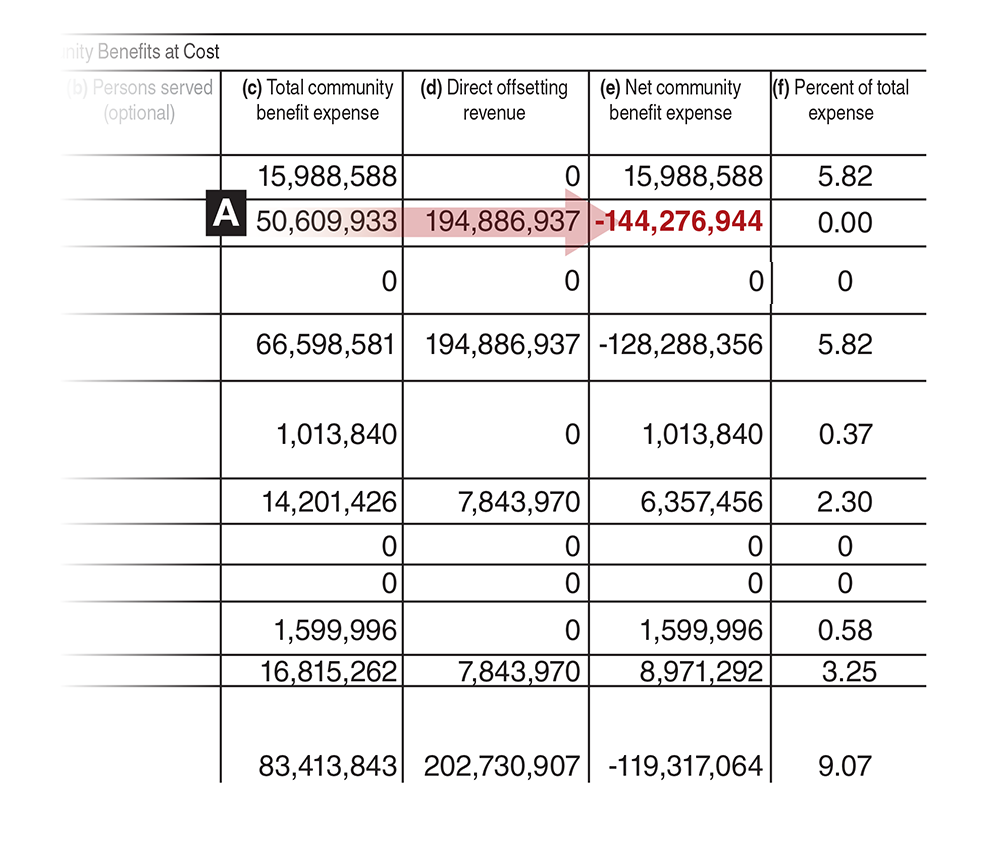 nity Benefits at Cost
(b) Persons served (c) Total community (d) Direct offsetting (e) Net community (f) Percent of total
(optional) benefit expense revenue benefit expense expense
15,988,588 0 15,988,588 5.82
A 50,609,933 194,886,937 -144,276,944 0.00
0 0 0 0
66,598,581 194,886,937 -128,288,356 5.82
1,013,840 0 1,013,840 0.37
14,201,426 7,843,970 6,357,456 2.30
0 0 0 0
0 0 0 0
1,599,996 0 1,599,996 0.58
16,815,262 7,843,970 8,971,292 3.25
83,413,843 202,730,907 -119,317,064 9.07